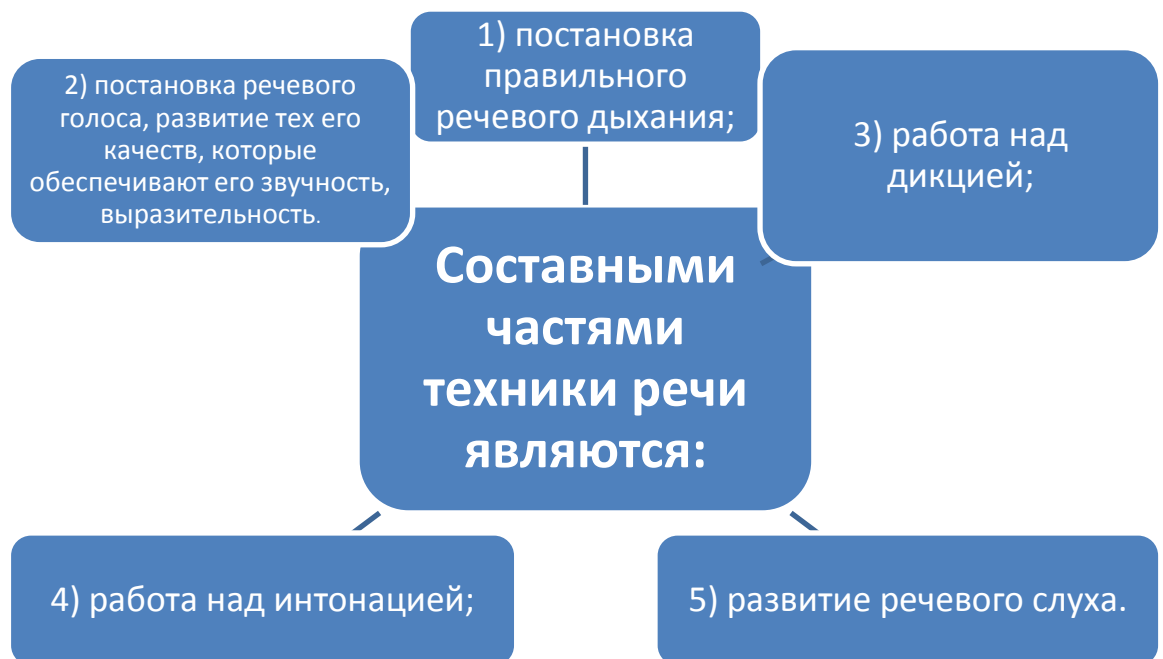 1) постановка
правильного
речевого дыхания;
2) постановка речевого
голоса, развитие тех его
качеств, которые
обеспечивают его звучность,
выразительность.
3) работа над
дикцией;
Составными
частями
техники речи
являются:
4) работа над интонацией;
5) развитие речевого слуха.